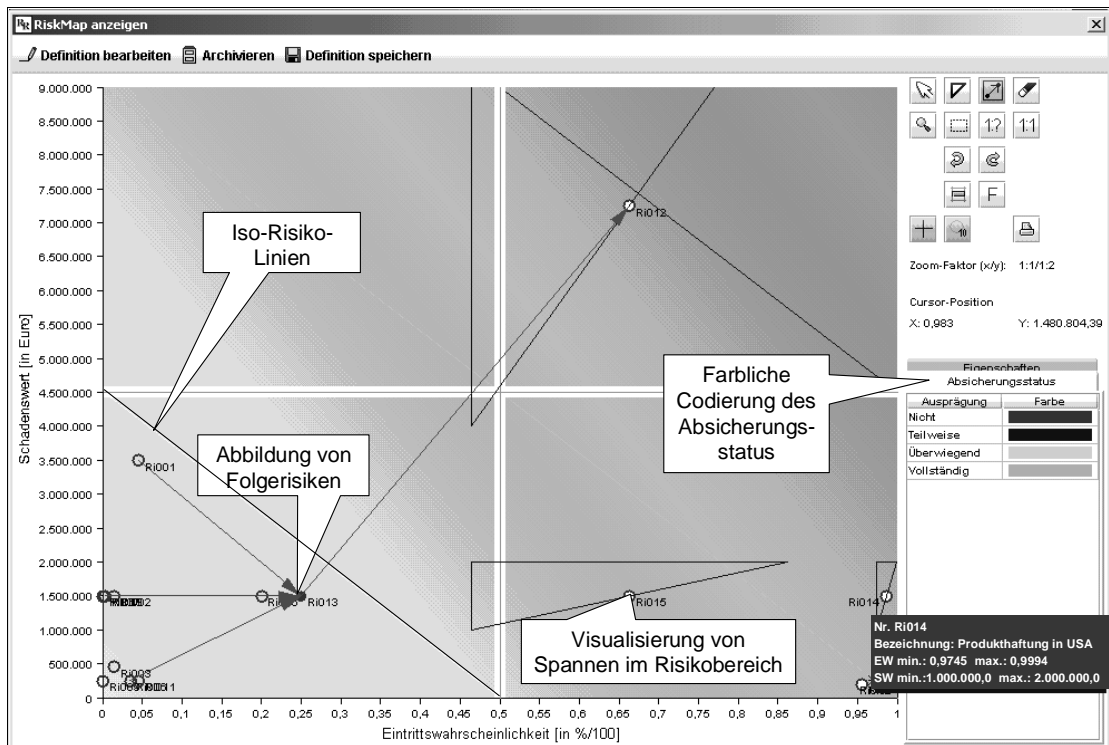 RiskMap anzeigen
Definition bearbeiten Archivieren Definition speichern
Schadenswert [in Euro]
9.000.000
8.500.000
8.000.000
7.500.000
7.000.000
6.500.000
6.000.000
5.500.000
5.000.000
4.500.000
4.000.000
3.500.000
3.000.000
2.500.000
2.000.000
1.500.000
1.000.000
500.000.000
0
Iso-Risiko-
Linien
Abbildung von
Folgerisiken
Farbliche
Codierung des
Absicherungs-
status
Visualisierung von
Spannen im Risikobereich
Ri012
Ri001
Ri013
Ri015
Ri014
Ri003
0 0,05 0,1 0,15 0,2 0,25 0,3 0,35 0,4 0,45 0,5 0,55 0,6 0,65 0,7 0,75 0,8 0,85 0,9 0,95 1
Eintrittswahrscheinlichkeit [in %/100]
1:? 1:1
F
10
Zoom-Faktor (x/y): 1:1/1:2
Cursor-Position
X: 0,983 Y: 1.480.804,39
Eigenschaften
Absicherungsstatus
Ausprägung Farbe
Nicht
Teilweise
Überwiegend
Vollständig
Nr. Ri014
Bezeichnung: Produkthaftung in USA
EW min.: 0,9745 max.: 0,9994
SW min.:1.000.000,0 max.: 2.000.000,0